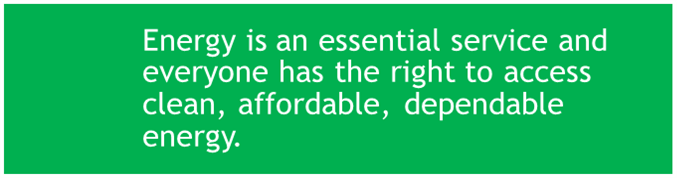 Energy is an essential service and
everyone has the right to access
clean, affordable, dependable
energy.